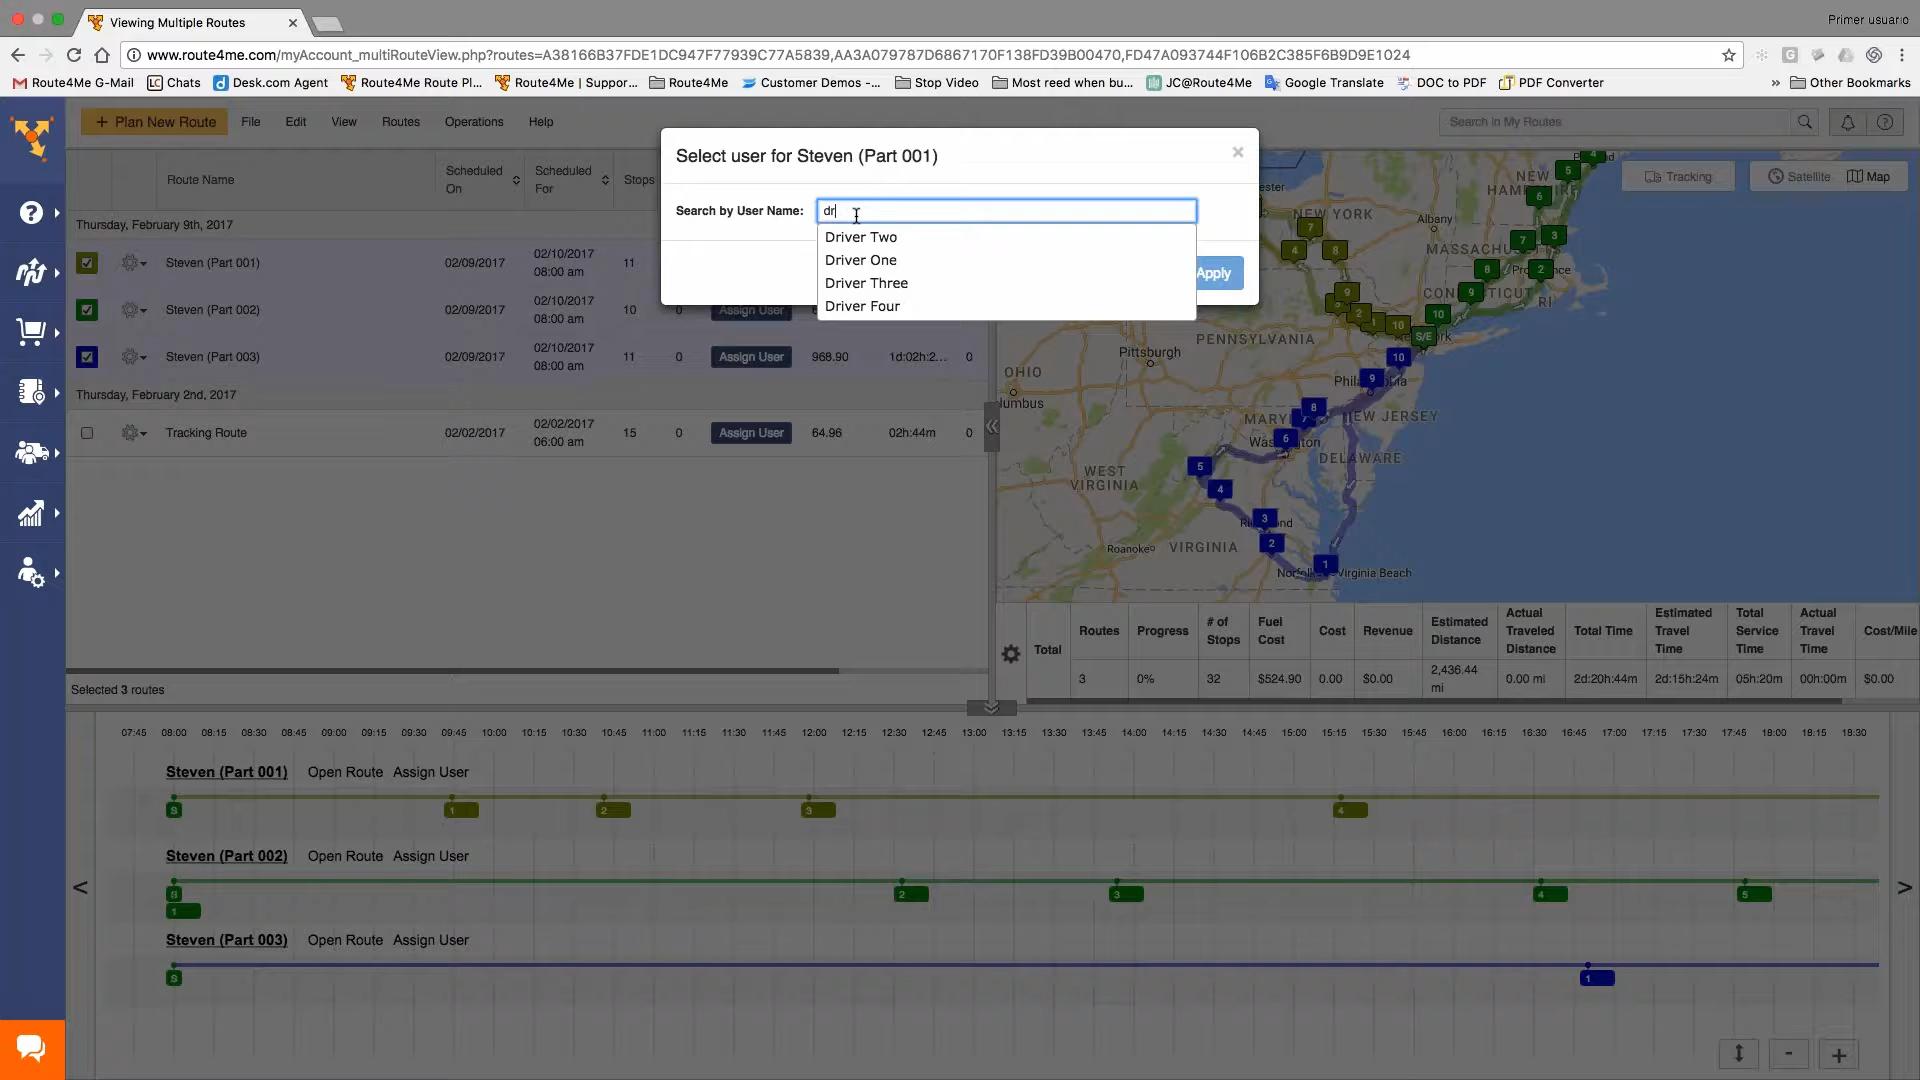 Viewing Multiple Routes
Primer usuario
www.route4me.com/myAccount_multiRouteView.php?routes=A38166B37FDE1DC947F77939C77A5839,AA3A079787D6867170F138FD39B00470,FD47A093744F106B2C385F6B9D9E1024
Route4Me G-Mail Chats Desk.com Agent Route4Me Route Pl... Route4Me | Suppor... Route4Me Customer Demos -... Stop Video Most reed when bu... JC@Route4Me Google Translate DOC to PDF PDF Converter » Other Bookmarks
+ Plan New Route File Edit View Routes Operations Help
Search in My Routes
Select user for Steven (Part 001)
Search by User Name: dr
Driver Two
Driver One
Driver Three
Driver Four
Apply
Route Name Scheduled On Scheduled For Stops
Thursday, February 9th, 2017
Steven (Part 001) 02/09/2017 02/10/2017 08:00 am 11
Steven (Part 002) 02/09/2017 02/10/2017 08:00 am 10 Assign User
Steven (Part 003) 02/09/2017 02/10/2017 08:00 am 11 0 Assign User 968.90 1d:02h:2... 0
Thursday, February 2nd, 2017
Tracking Route 02/02/2017 02/02/2017 06:00 am 15 0 Assign User 64.96 02h:44m 0
Selected 3 routes
Tracking Satellite Map
NEW HAMPSHIRE
NEW YORK
Albany
MASSACHUSETTS
CONNECTICUT
RI
PENNSYLVANIA
Pittsburgh
OHIO
NEW JERSEY
DELAWARE
WEST VIRGINIA
VIRGINIA
Roanoke
Virginia Beach
Total
Routes Progress # of Stops Fuel Cost Cost Revenue Estimated Distance Actual Traveled Distance Total Time Estimated Travel Time Total Service Time Actual Travel Time Cost/Mile
3 0% 32 $524.90 0.00 $0.00 2,436.44 mi 0.00 mi 2d:20h:44m 2d:15h:24m 05h:20m 00h:00m $0.00
07:45 08:00 08:15 08:30 08:45 09:00 09:15 09:30 09:45 10:00 10:15 10:30 10:45 11:00 11:15 11:30 11:45 12:00 12:15 12:30 12:45 13:00 13:15 13:30 13:45 14:00 14:15 14:30 14:45 15:00 15:15 15:30 15:45 16:00 16:15 16:30 16:45 17:00 17:15 17:30 17:45 18:00 18:15 18:30
Steven (Part 001) Open Route Assign User
S 1 2 3 4
Steven (Part 002) Open Route Assign User
2 3 4 5
1
Steven (Part 003) Open Route Assign User
S 1